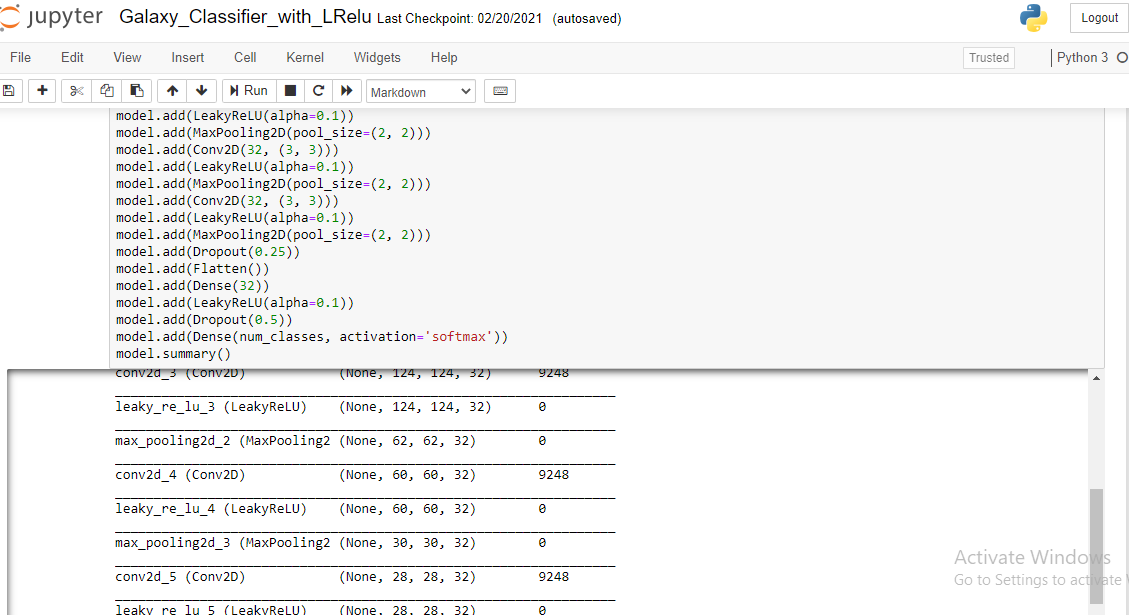 jupyter Galaxy_Classifier_with_LRelu Last Checkpoint: 02/20/2021 (autosaved)
Logout
File Edit View Insert Cell Kernel Widgets Help Trusted Python 3
Run Markdown
model.add(LeakyReLU(alpha=0.1))
model.add(MaxPooling2D(pool_size=(2, 2)))
model.add(Conv2D(32, (3, 3)))
model.add(LeakyReLU(alpha=0.1))
model.add(MaxPooling2D(pool_size=(2, 2)))
model.add(Conv2D(32, (3, 3)))
model.add(LeakyReLU(alpha=0.1))
model.add(MaxPooling2D(pool_size=(2, 2)))
model.add(Dropout(0.25))
model.add(Flatten())
model.add(Dense(32))
model.add(LeakyReLU(alpha=0.1))
model.add(Dropout(0.5))
model.add(Dense(num_classes, activation='softmax'))
model.summary()
conv2d_3 (Conv2D) (None, 124, 124, 32) 9248
leaky_re_lu_3 (LeakyReLU) (None, 124, 124, 32) 0
max_pooling2d_2 (MaxPooling2 (None, 62, 62, 32) 0
conv2d_4 (Conv2D) (None, 60, 60, 32) 9248
leaky_re_lu_4 (LeakyReLU) (None, 60, 60, 32) 0
max_pooling2d_3 (MaxPooling2 (None, 30, 30, 32) 0
conv2d_5 (Conv2D) (None, 28, 28, 32) 9248
leaky_re_lu_5 (LeakyReLU) (None, 28, 28, 32) 0
Activate Windows
Go to Settings to activate